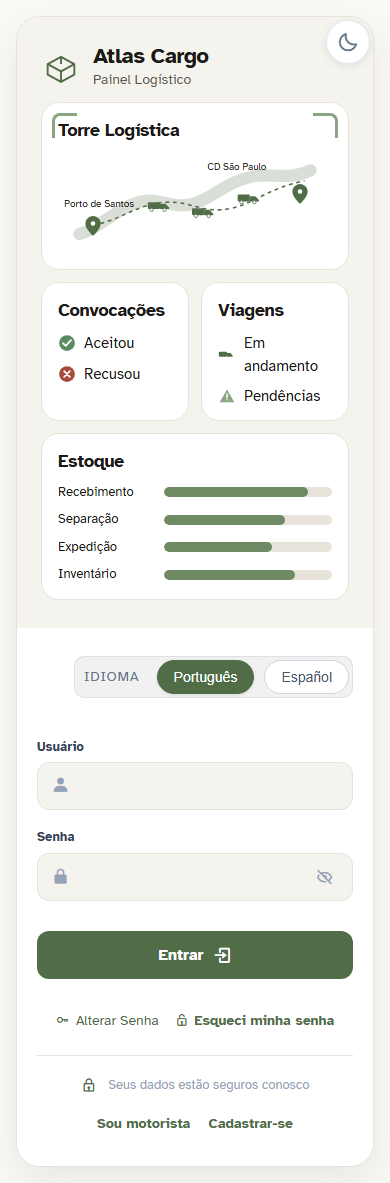 Atlas Cargo
Painel Logístico
Torre Logística
CD São Paulo
Porto de Santos
Convocações
Aceitou
Recusou
Viagens
Em
andamento
Pendências
Estoque
Recebimento
Separação
Expedição
Inventário
IDIOMA Português Español
Usuário
Senha
Entrar
Alterar Senha Esqueci minha senha
Seus dados estão seguros conosco
Sou motorista Cadastrar-se